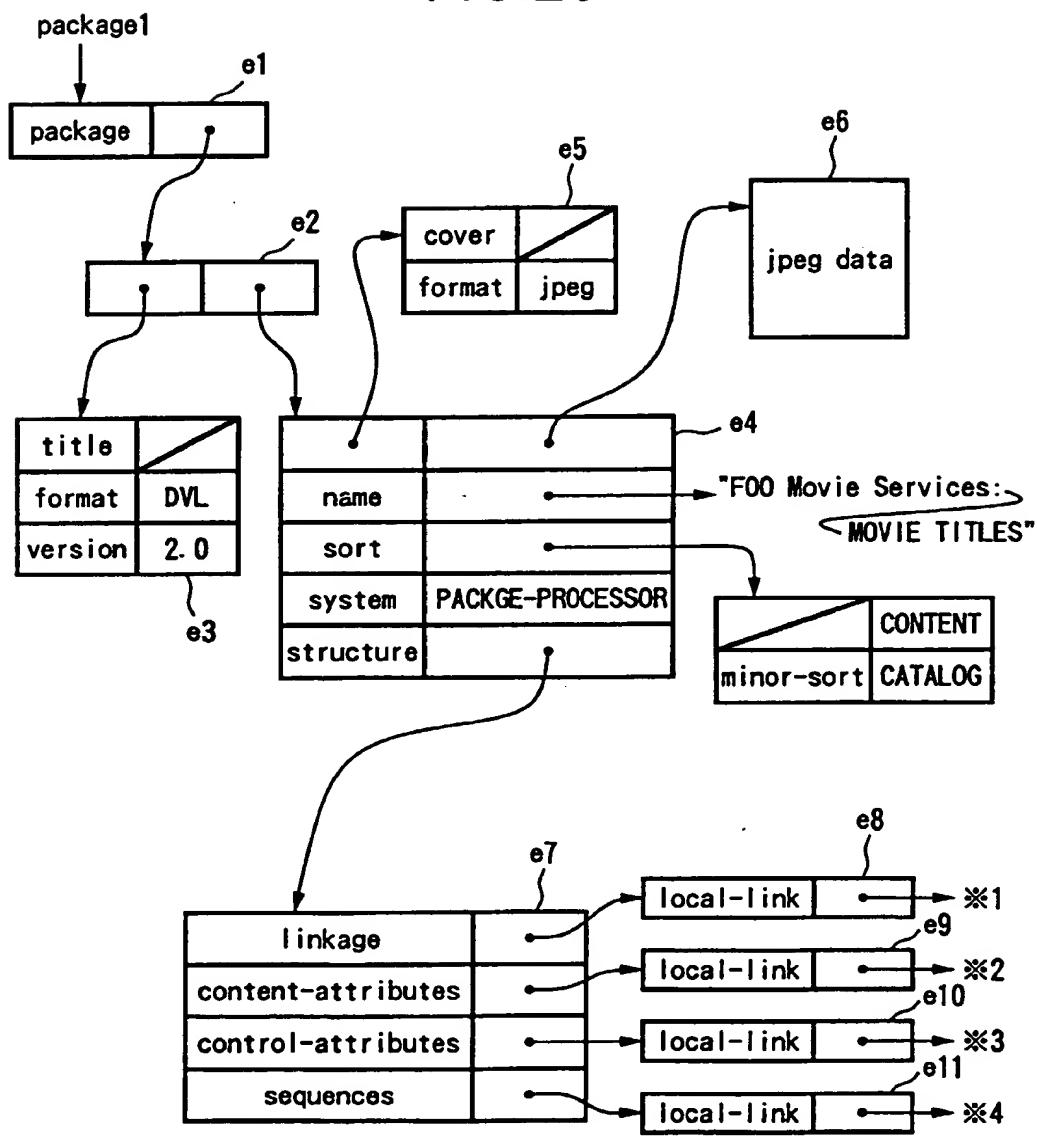 package1
e1
package
e6
e5
cover
format jpeg
jpeg data
e2
title
format DVL
version 2.0
e3
e4
name "FOO Movie Services:
MOVIE TITLES"
sort
system PACKGE-PROCESSOR
structure
CONTENT
minor-sort CATALOG
e7
linkage
content-attributes
control-attributes
sequences
e8
local-link ※1
e9
local-link ※2
e10
local-link ※3
e11
local-link ※4